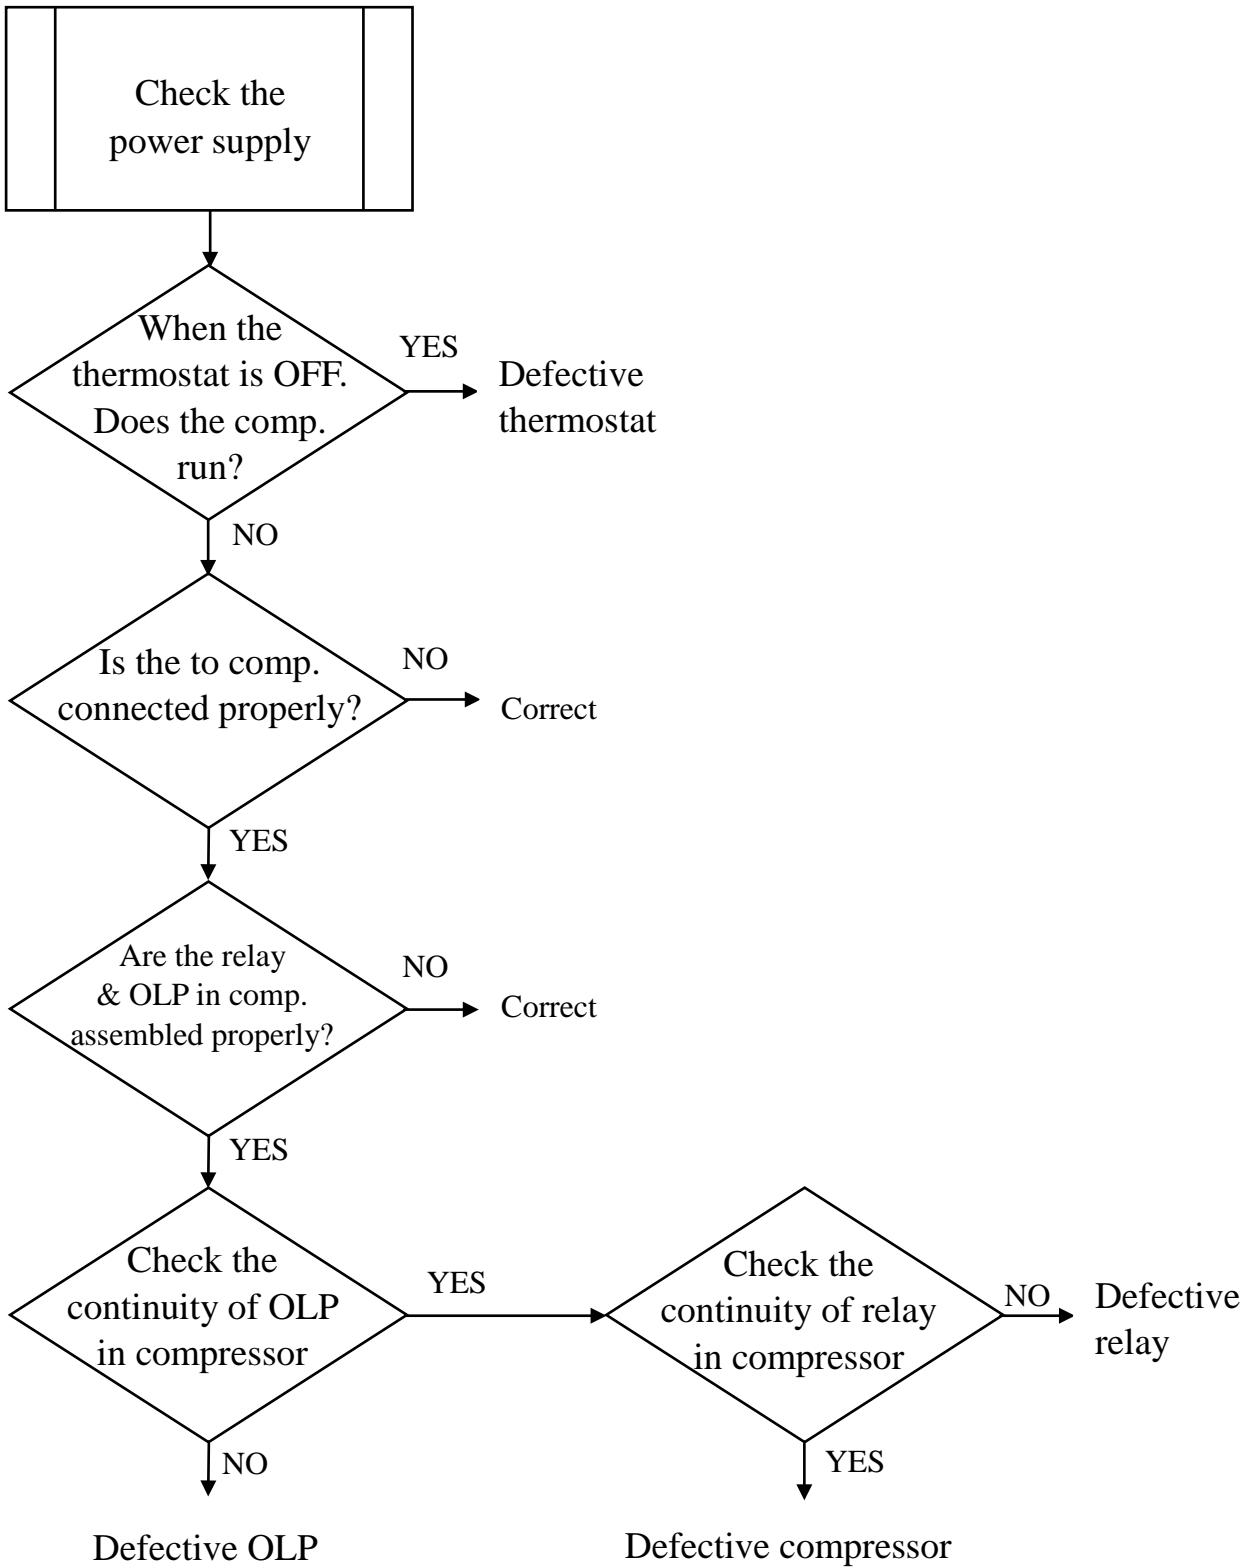 Check the
power supply
When the
thermostat is OFF.
Does the comp.
run?
YES
Defective
thermostat
NO
Is the to comp.
connected properly?
NO
Correct
YES
Are the relay
& OLP in comp.
assembled properly?
NO
Correct
YES
Check the
continuity of OLP
in compressor
YES
Check the
continuity of relay
in compressor
NO
Defective
relay
NO
Defective OLP
YES
Defective compressor